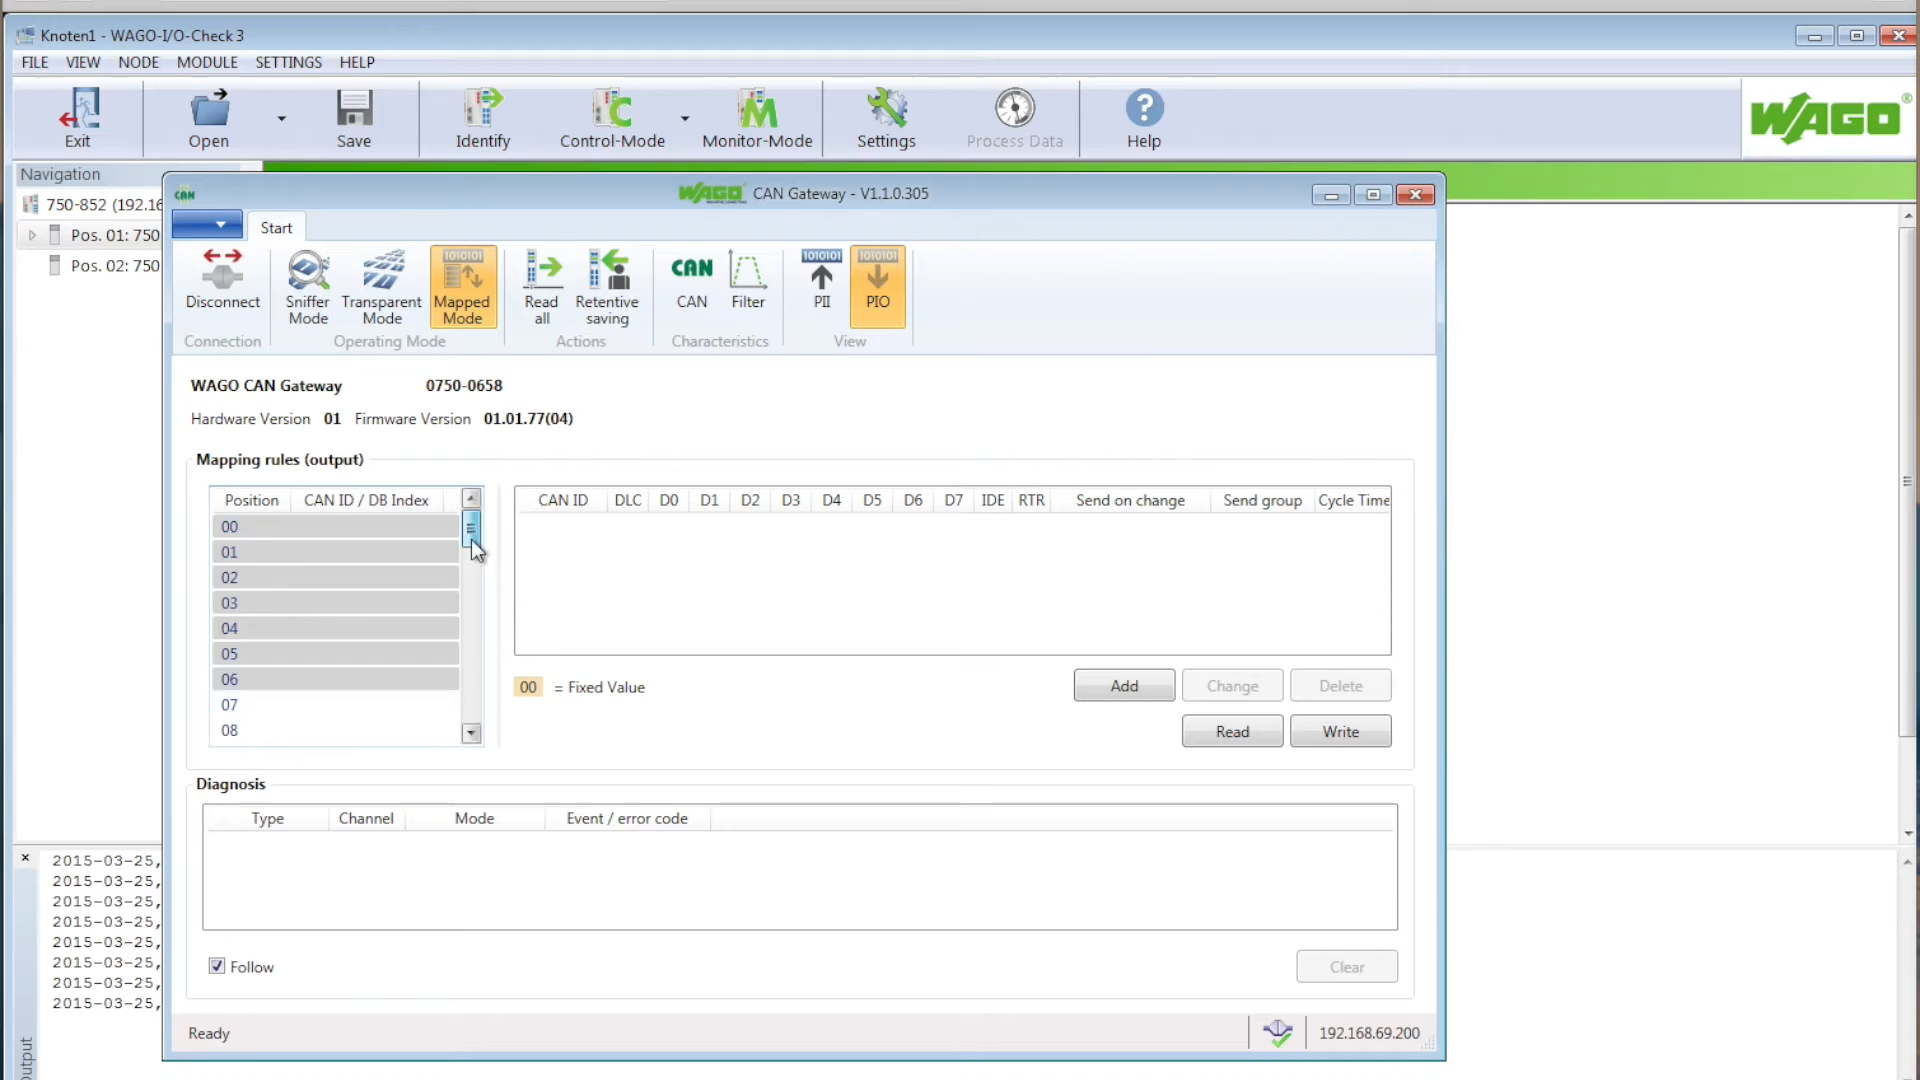 Knoten1 - WAGO-I/O-Check 3
FILE VIEW NODE MODULE SETTINGS HELP
Exit Open Save Identify Control-Mode Monitor-Mode Settings Process Data Help
WAGO®
Navigation
750-852 (192.16
Pos. 01: 750
Pos. 02: 750
CAN WAGO CAN Gateway - V1.1.0.305
Start
Disconnect
Sniffer Mode
Transparent Mode
Mapped Mode
Read all
Retentive saving
CAN CAN
Filter
1010101 PII
1010101 PIO
Connection Operating Mode Actions Characteristics View
WAGO CAN Gateway 0750-0658
Hardware Version 01 Firmware Version 01.01.77(04)
Mapping rules (output)
Position CAN ID / DB Index
00
01
02
03
04
05
06
07
08
CAN ID DLC D0 D1 D2 D3 D4 D5 D6 D7 IDE RTR Send on change Send group Cycle Time
00 = Fixed Value
Add Change Delete
Read Write
Diagnosis
Type Channel Mode Event / error code
Follow
Clear
Ready 192.168.69.200
2015-03-25,
2015-03-25,
2015-03-25,
2015-03-25,
2015-03-25,
2015-03-25,
2015-03-25,
2015-03-25,